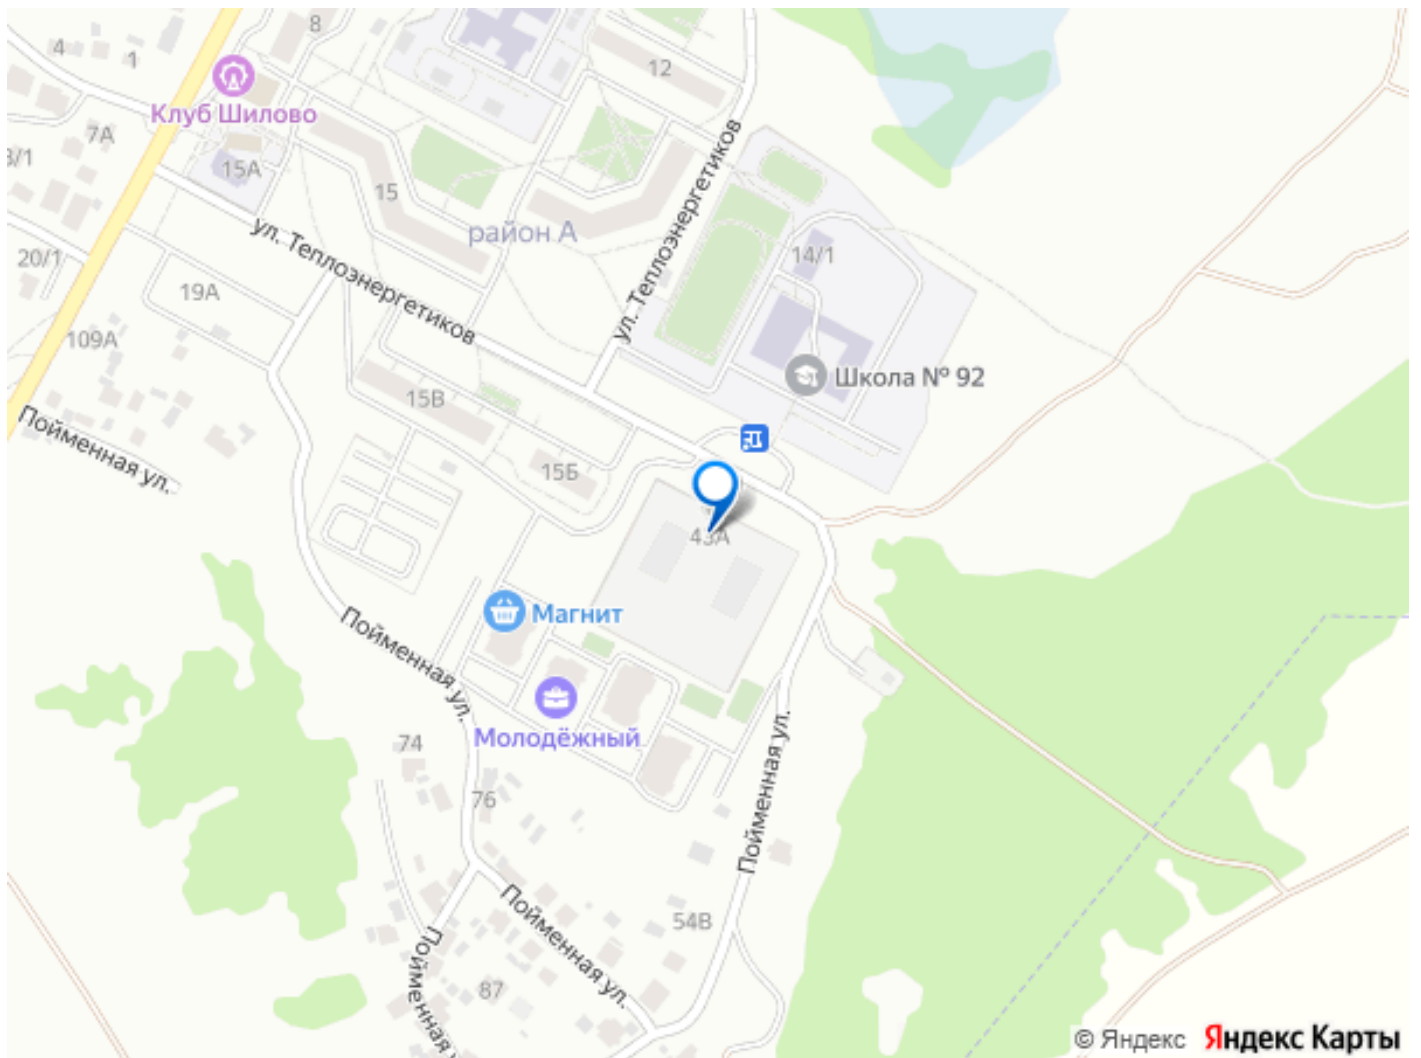 8
4
1
12
Клуб Шилово
7А
3/1
15А
15
ул. Теплоэнергетиков
район А
14/1
20/1
19А
ул. Теплоэнергетиков
109А
Школа № 92
15В
Пойменная ул.
15Б
43А
Магнит
Пойменная ул.
Молодёжный
74
Пойменная ул.
76
54В
Пойменная ул.
Пойменная
87
© Яндекс Яндекс Карты